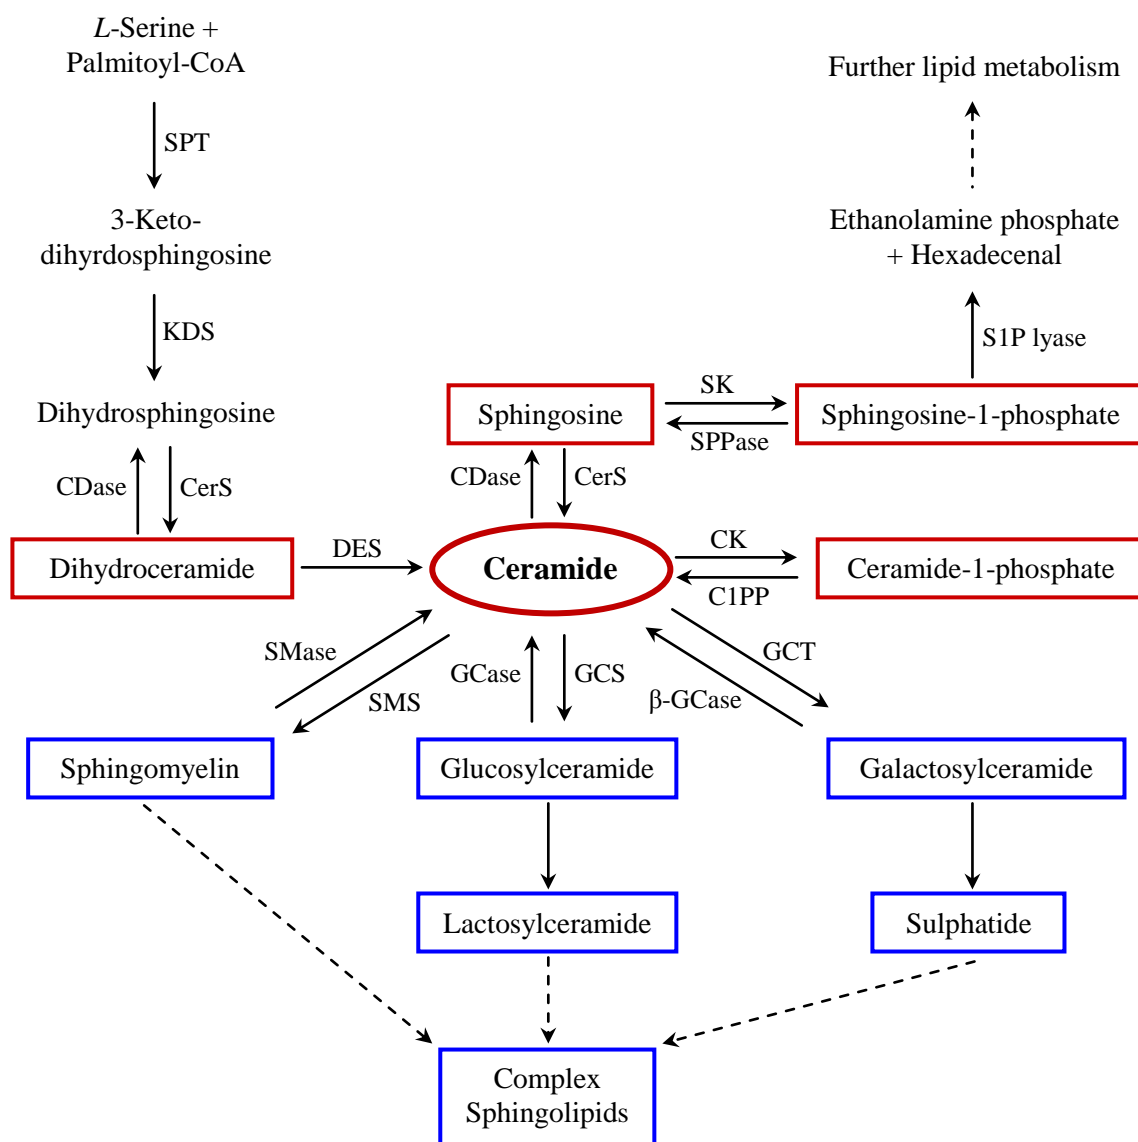 L-Serine +
Palmitoyl-CoA
Further lipid metabolism
SPT
3-Keto-
dihyrdosphingosine
Ethanolamine phosphate
+ Hexadecenal
KDS
S1P lyase
Dihydrosphingosine
Sphingosine
SK
SPPase
Sphingosine-1-phosphate
CDase
CerS
CDase
CerS
Dihydroceramide
DES
Ceramide
CK
C1PP
Ceramide-1-phosphate
SMase
SMS
GCase
GCS
GCT
β-GCase
Sphingomyelin
Glucosylceramide
Galactosylceramide
Lactosylceramide
Sulphatide
Complex
Sphingolipids